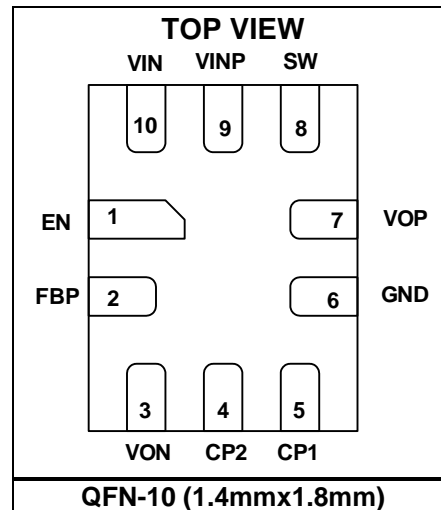 TOP VIEW
VIN VINP SW
10 9 8
EN 1 7 VOP
FBP 2 6 GND
3 4 5
VON CP2 CP1
QFN-10 (1.4mmx1.8mm)